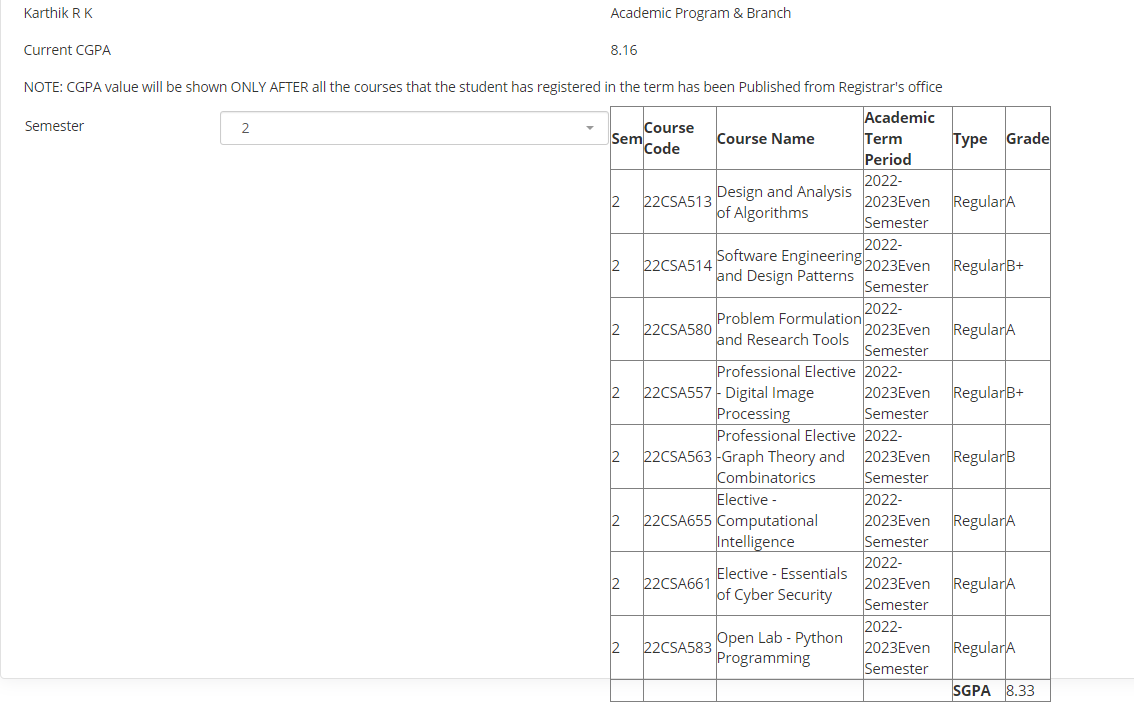 Karthik R K
Academic Program & Branch
Current CGPA
8.16
NOTE: CGPA value will be shown ONLY AFTER all the courses that the student has registered in the term has been Published from Registrar's office
Semester
2
Sem
Course
Code
Course Name
Academic
Term
Period
Type
Grade
2
22CSA513
Design and Analysis
of Algorithms
2022-
2023Even
Semester
Regular
A
2
22CSA514
Software Engineering
and Design Patterns
2022-
2023Even
Semester
Regular
B+
2
22CSA580
Problem Formulation
and Research Tools
2022-
2023Even
Semester
Regular
A
2
22CSA557
Professional Elective
- Digital Image
Processing
2022-
2023Even
Semester
Regular
B+
2
22CSA563
Professional Elective
-Graph Theory and
Combinatorics
2022-
2023Even
Semester
Regular
B
2
22CSA655
Elective -
Computational
Intelligence
2022-
2023Even
Semester
Regular
A
2
22CSA661
Elective - Essentials
of Cyber Security
2022-
2023Even
Semester
Regular
A
2
22CSA583
Open Lab - Python
Programming
2022-
2023Even
Semester
Regular
A
SGPA
8.33